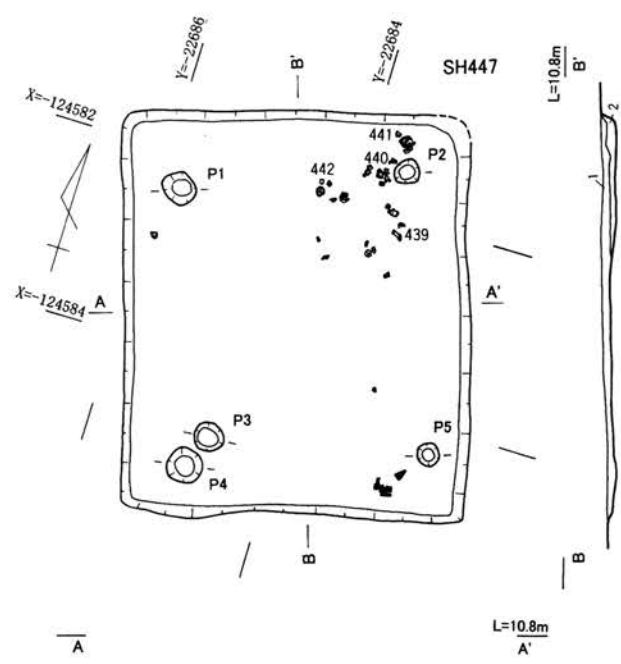 Y=-22686
Y=-22684
B'
SH447
L=10.8m
B'
X=-124582
441
440
P2
P1
442
439
1
2
X=-124584
A
A'
P3
P4
P5
B
B
A
L=10.8m
A'